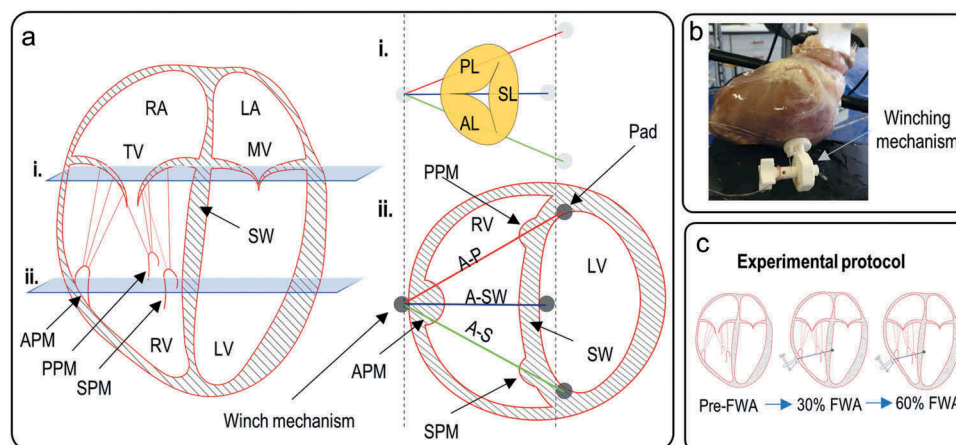 a
RA
LA
TV
MV
i.
SW
ii.
APM
PPM
SPM
RV
LV
i.
PL
SL
AL
Pad
PPM
ii.
RV
LV
A-P
A-SW
A-S
SW
APM
Winch mechanism
SPM
b
Winching
mechanism
c
Experimental protocol
Pre-FWA
30% FWA
60% FWA